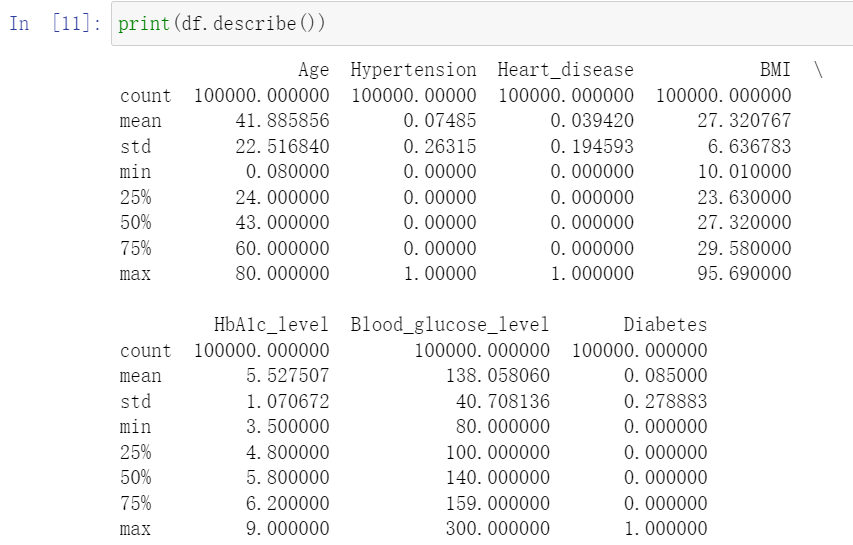 In [11]: print(df.describe())
Age Hypertension Heart_disease BMI \
count 100000.000000 100000.00000 100000.000000 100000.000000
mean 41.885856 0.07485 0.039420 27.320767
std 22.516840 0.26315 0.194593 6.636783
min 0.080000 0.00000 0.000000 10.010000
25% 24.000000 0.00000 0.000000 23.630000
50% 43.000000 0.00000 0.000000 27.320000
75% 60.000000 0.00000 0.000000 29.580000
max 80.000000 1.00000 1.000000 95.690000
HbA1c_level Blood_glucose_level Diabetes
count 100000.000000 100000.000000 100000.000000
mean 5.527507 138.058060 0.085000
std 1.070672 40.708136 0.278883
min 3.500000 80.000000 0.000000
25% 4.800000 100.000000 0.000000
50% 5.800000 140.000000 0.000000
75% 6.200000 159.000000 0.000000
max 9.000000 300.000000 1.000000